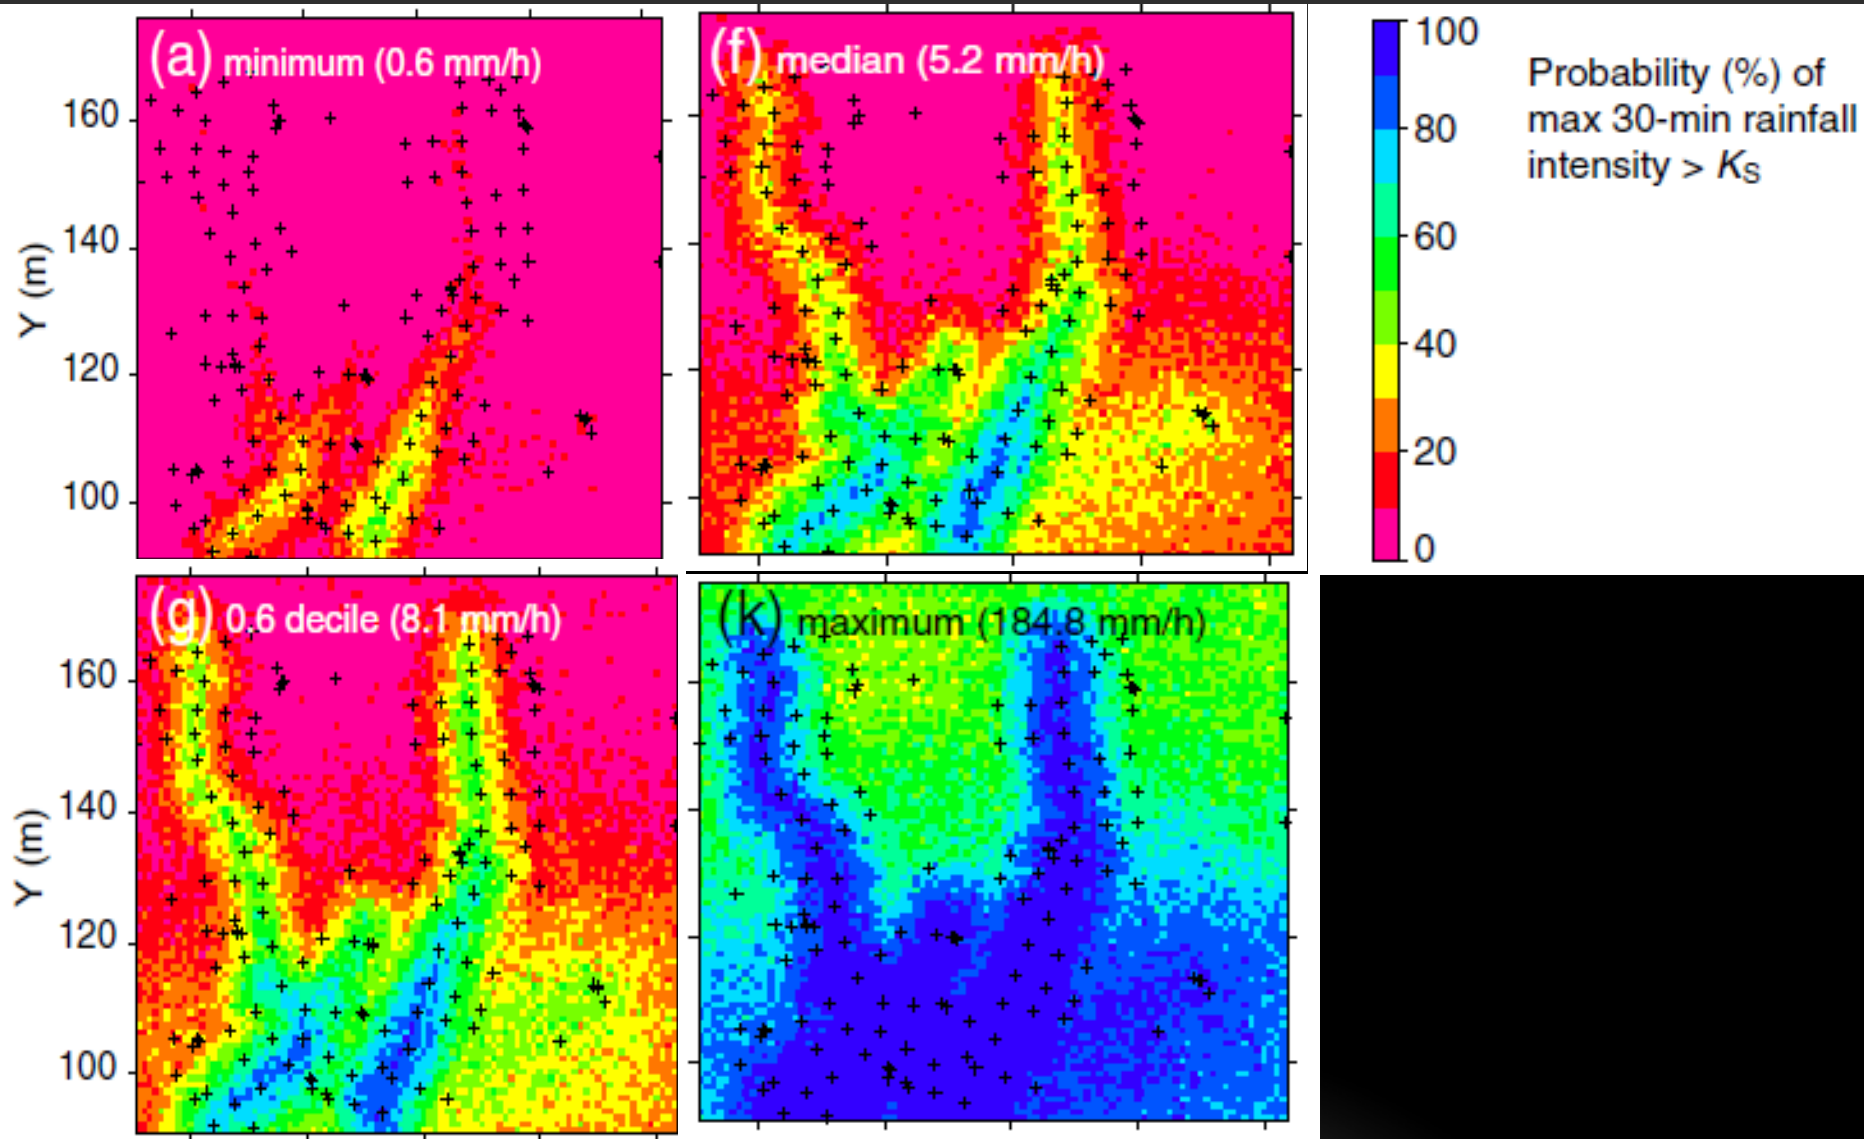 (a) minimum (0.6 mm/h)
160
140
120
100
Y (m)
(f) median (5.2 mm/h)
100
80
60
40
20
0
Probability (%) of
max 30-min rainfall
intensity > KS
(g) 0.6 decile (8.1 mm/h)
160
140
120
100
Y (m)
(k) maximum (184.8 mm/h)